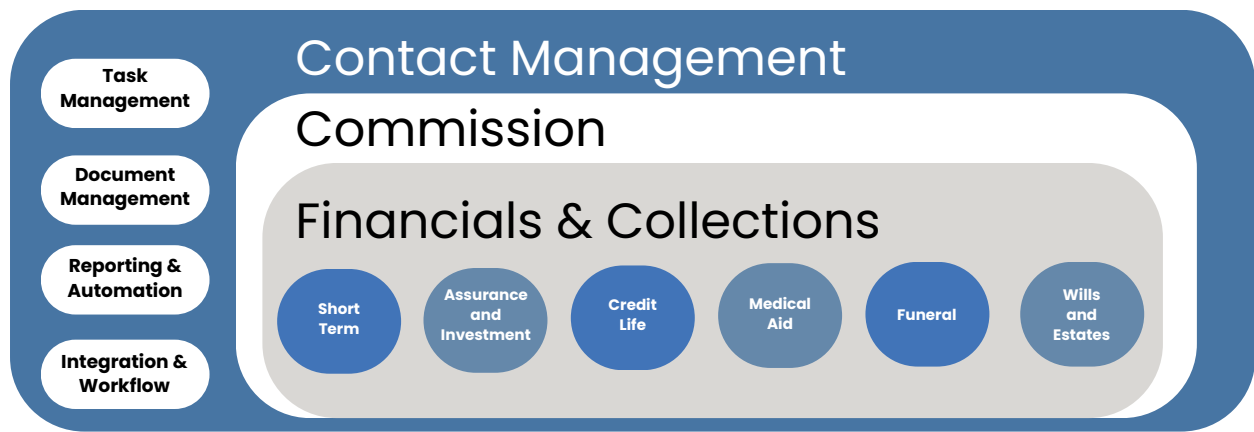 Contact Management
Commission
Financials & Collections
Task
Management
Document
Management
Reporting &
Automation
Integration &
Workflow
Short
Term
Assurance
and
Investment
Credit
Life
Medical
Aid
Funeral
Wills
and
Estates